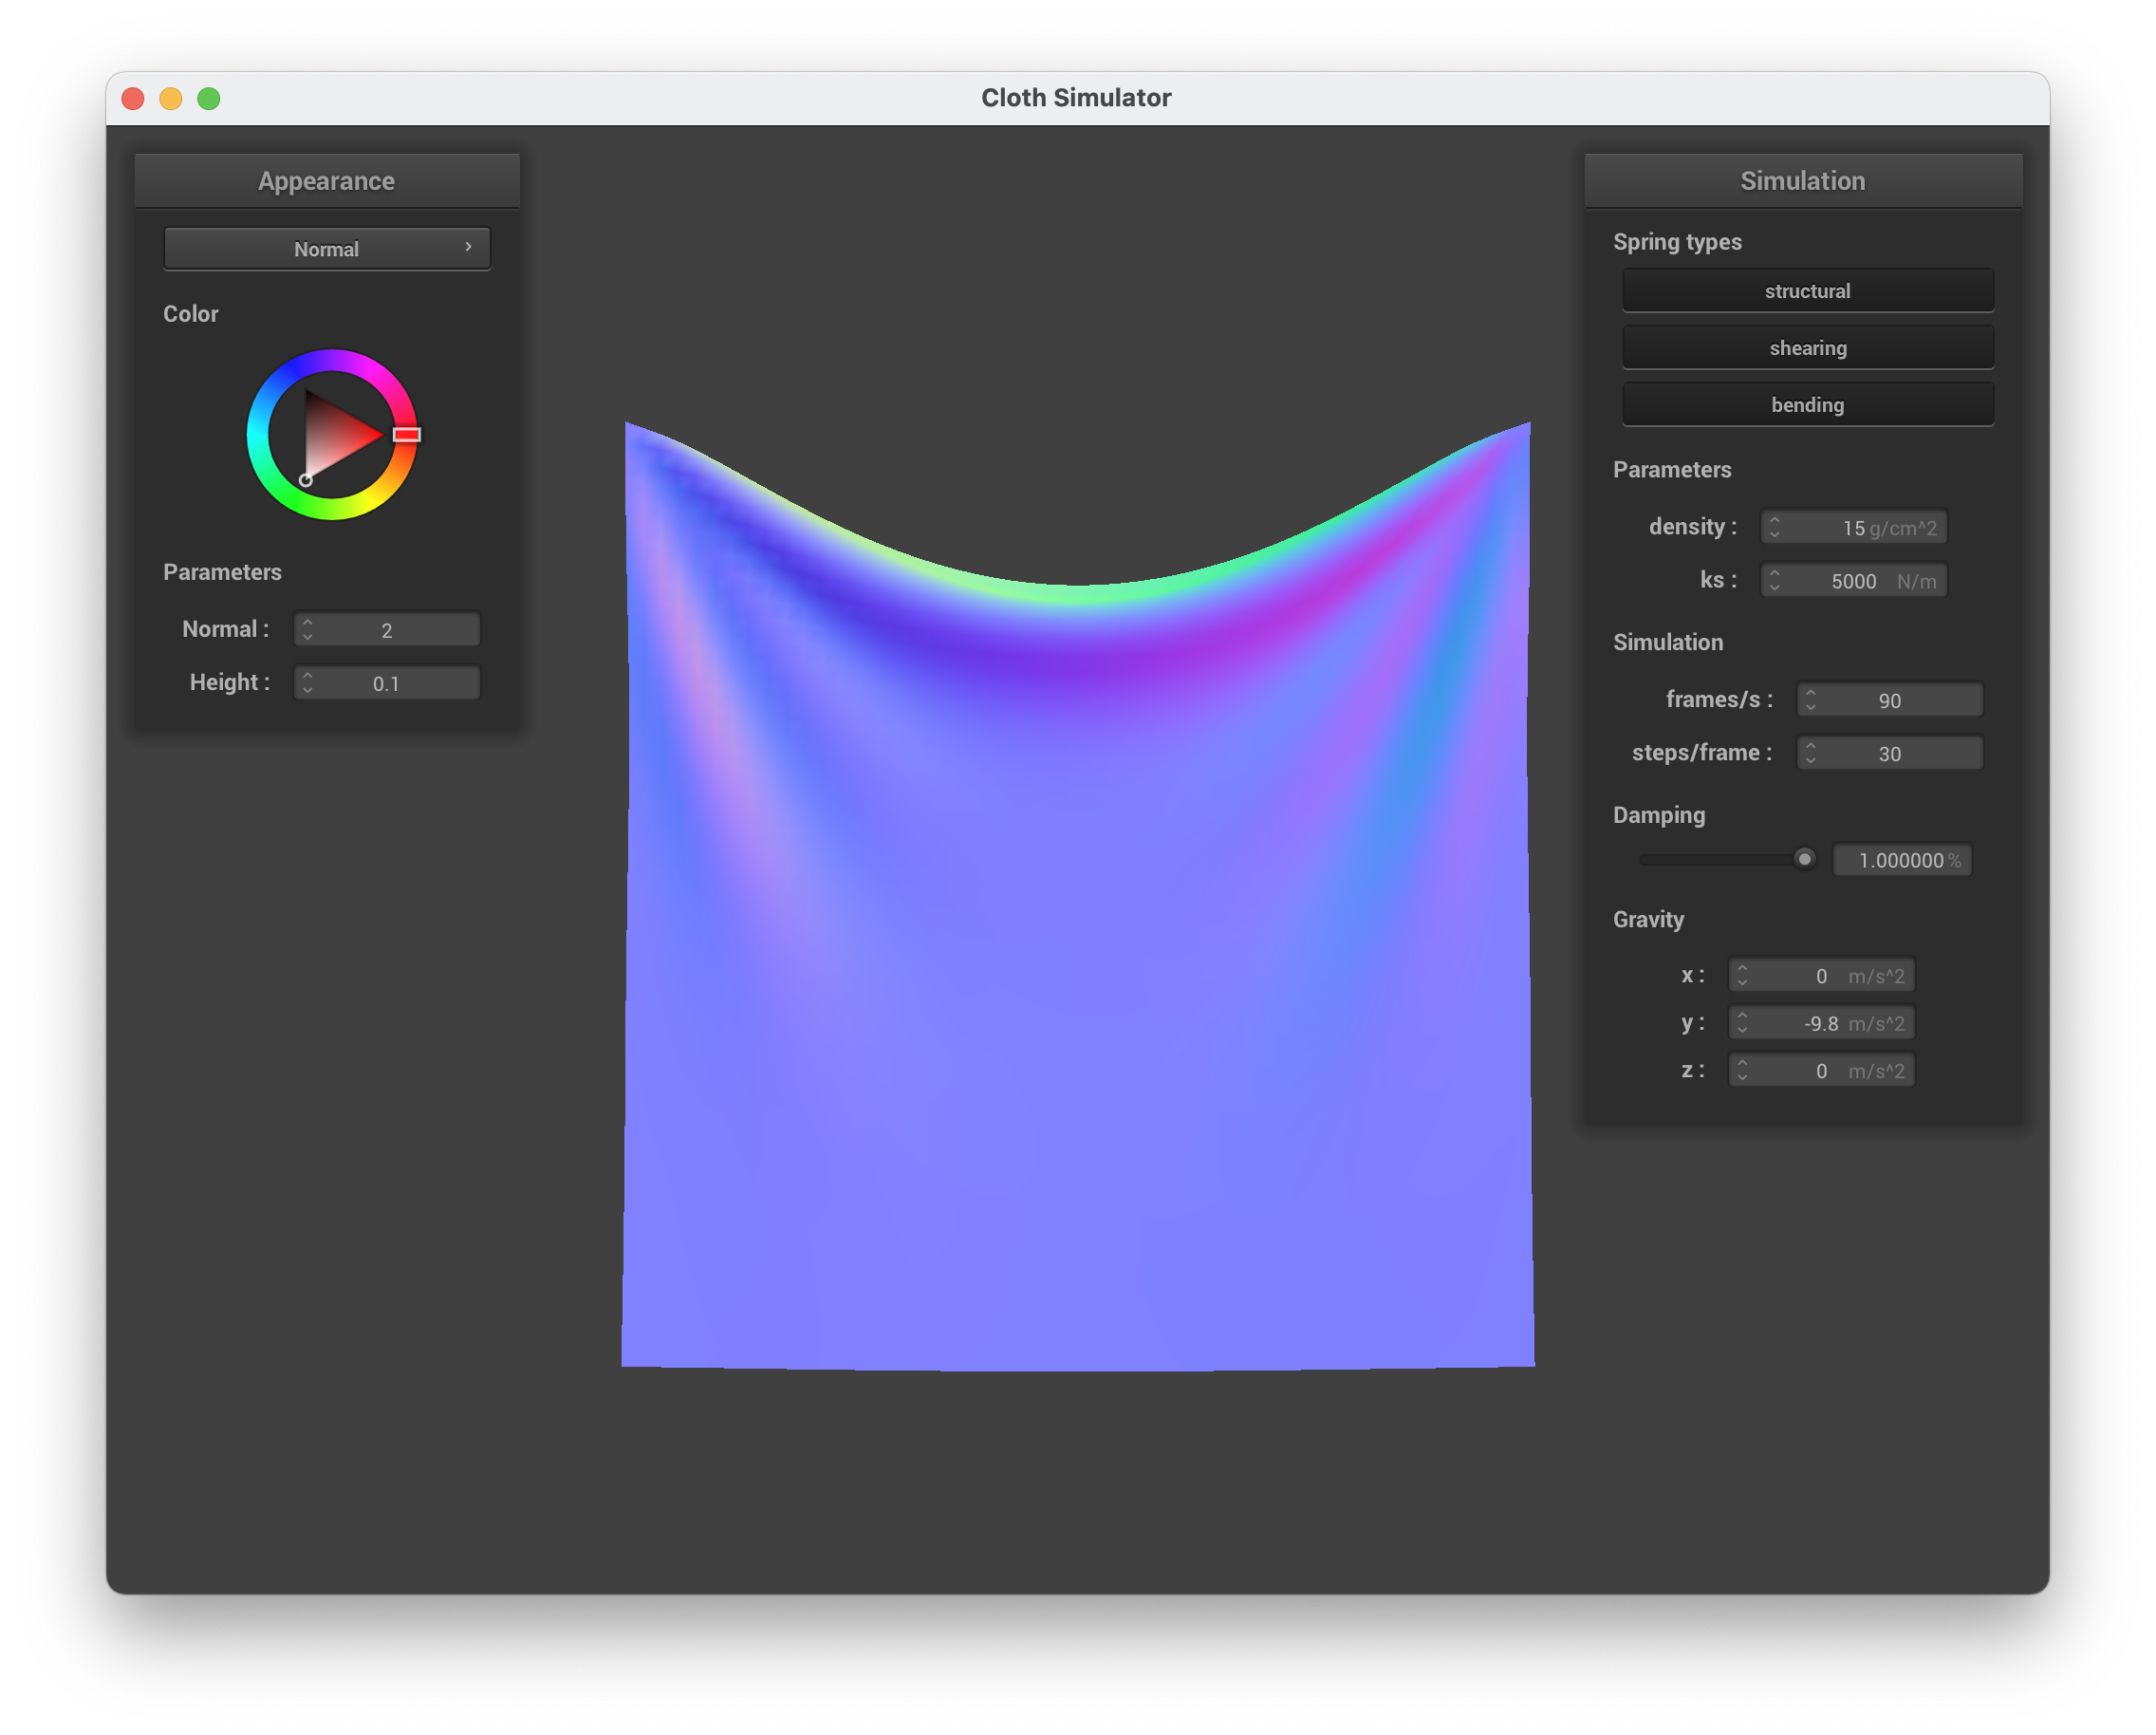 Cloth Simulator
Appearance
Normal
Color
Parameters
Normal : 2
Height : 0.1
Simulation
Spring types
structural
shearing
bending
Parameters
density : 15 g/cm^2
ks : 5000 N/m
Simulation
frames/s : 90
steps/frame : 30
Damping
1.000000 %
Gravity
x : 0 m/s^2
y : -9.8 m/s^2
z : 0 m/s^2